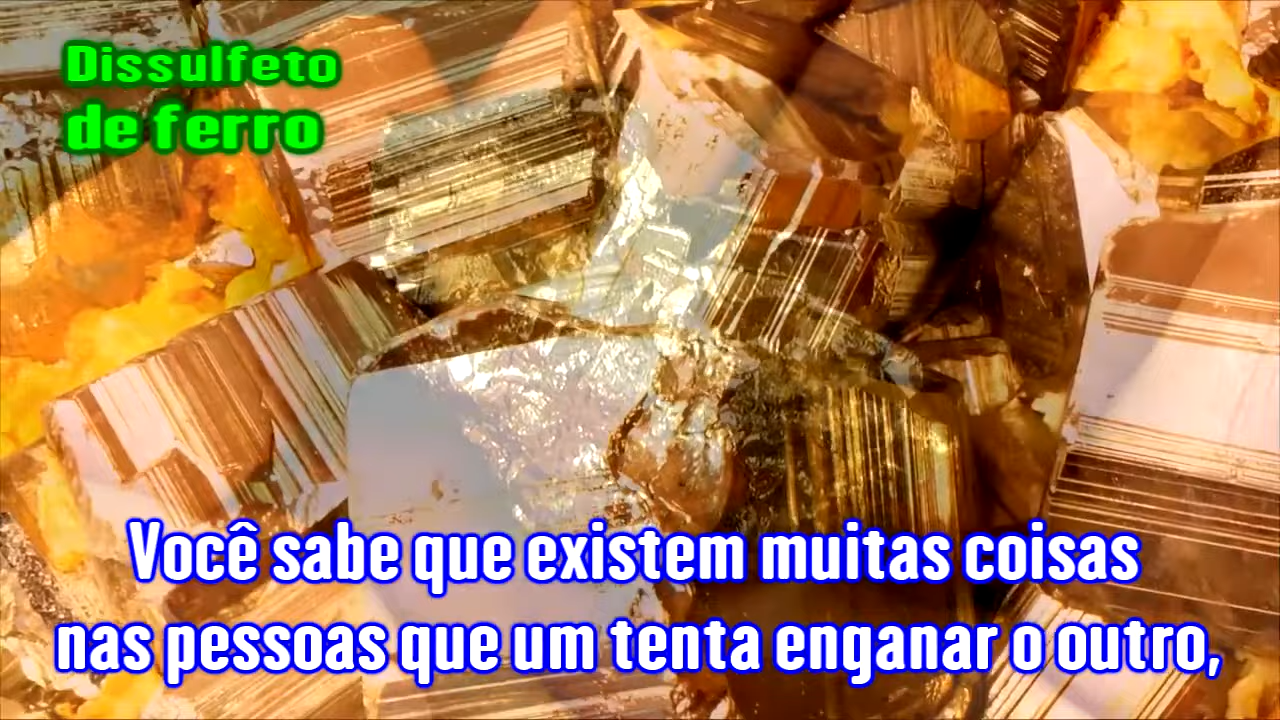 Dissulfeto
de ferro
Você sabe que existem muitas coisas
nas pessoas que um tenta enganar o outro,